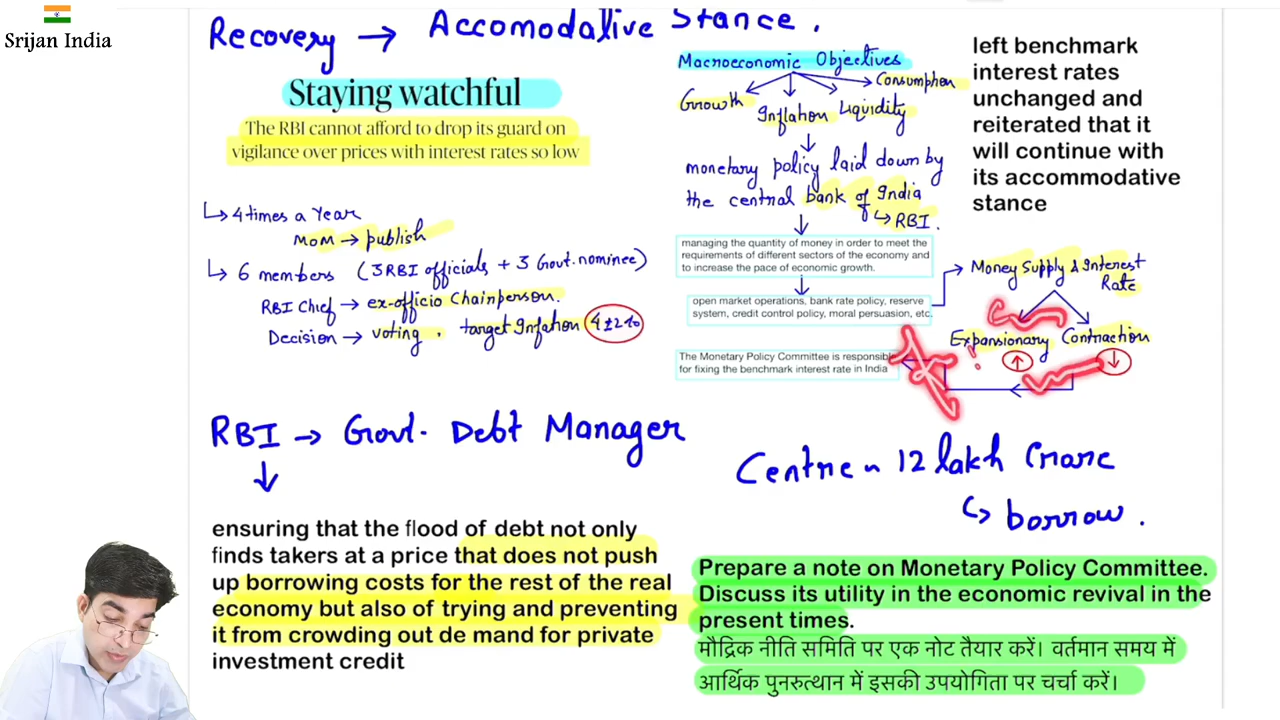 Srijan India
Recovery → Accomodative Stance.
Staying watchful
The RBI cannot afford to drop its guard on
vigilance over prices with interest rates so low
↳ 4 times a Year
MoM → publish
↳ 6 members (3RBI officials + 3 Govt. nominee)
RBI Chief → ex-officio Chairperson.
Decision → voting. target Inflation 4±2%
Macroeconomic Objectives
Growth Inflation Liquidity Consumption
↓
monetary policy laid down by
the central bank of India
↳ RBI.
↓
managing the quantity of money in order to meet the
requirements of different sectors of the economy and
to increase the pace of economic growth.
↓
open market operations, bank rate policy, reserve
system, credit control policy, moral persuasion, etc.
The Monetary Policy Committee is responsible
for fixing the benchmark interest rate in India
left benchmark
interest rates
unchanged and
reiterated that it
will continue with
its accommodative
stance
→ Money Supply & Interest
Rate
Expansionary Contraction
↑ ↓
RBI → Govt. Debt Manager
↓
ensuring that the flood of debt not only
finds takers at a price that does not push
up borrowing costs for the rest of the real
economy but also of trying and preventing
it from crowding out de mand for private
investment credit
Centre ~ 12 lakh Crore
↳ borrow.
Prepare a note on Monetary Policy Committee.
Discuss its utility in the economic revival in the
present times.
मौद्रिक नीति समिति पर एक नोट तैयार करें। वर्तमान समय में
आर्थिक पुनरुत्थान में इसकी उपयोगिता पर चर्चा करें।